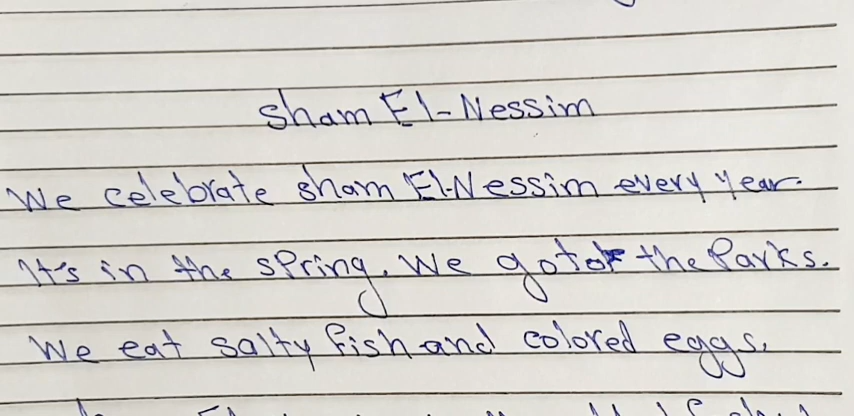 Sham El-Nessim
We celebrate sham El-Nessim every year.
It's in the spring. We go to the Parks.
We eat salty fish and colored eggs.